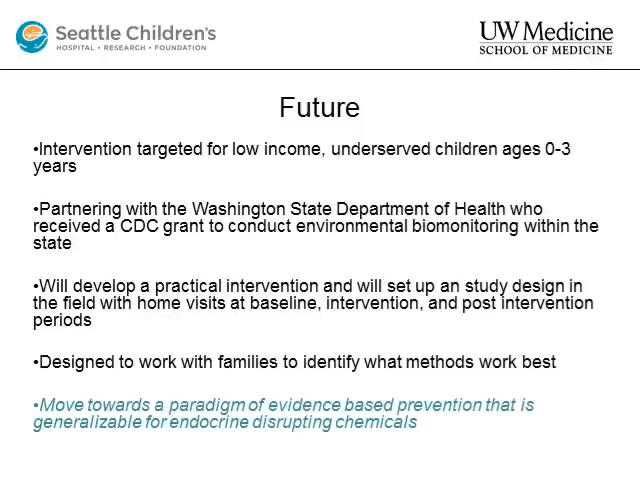 Seattle Children's
HOSPITAL • RESEARCH • FOUNDATION
UW Medicine
SCHOOL OF MEDICINE
Future
•Intervention targeted for low income, underserved children ages 0-3
years
•Partnering with the Washington State Department of Health who
received a CDC grant to conduct environmental biomonitoring within the
state
•Will develop a practical intervention and will set up an study design in
the field with home visits at baseline, intervention, and post intervention
periods
•Designed to work with families to identify what methods work best
•Move towards a paradigm of evidence based prevention that is
generalizable for endocrine disrupting chemicals